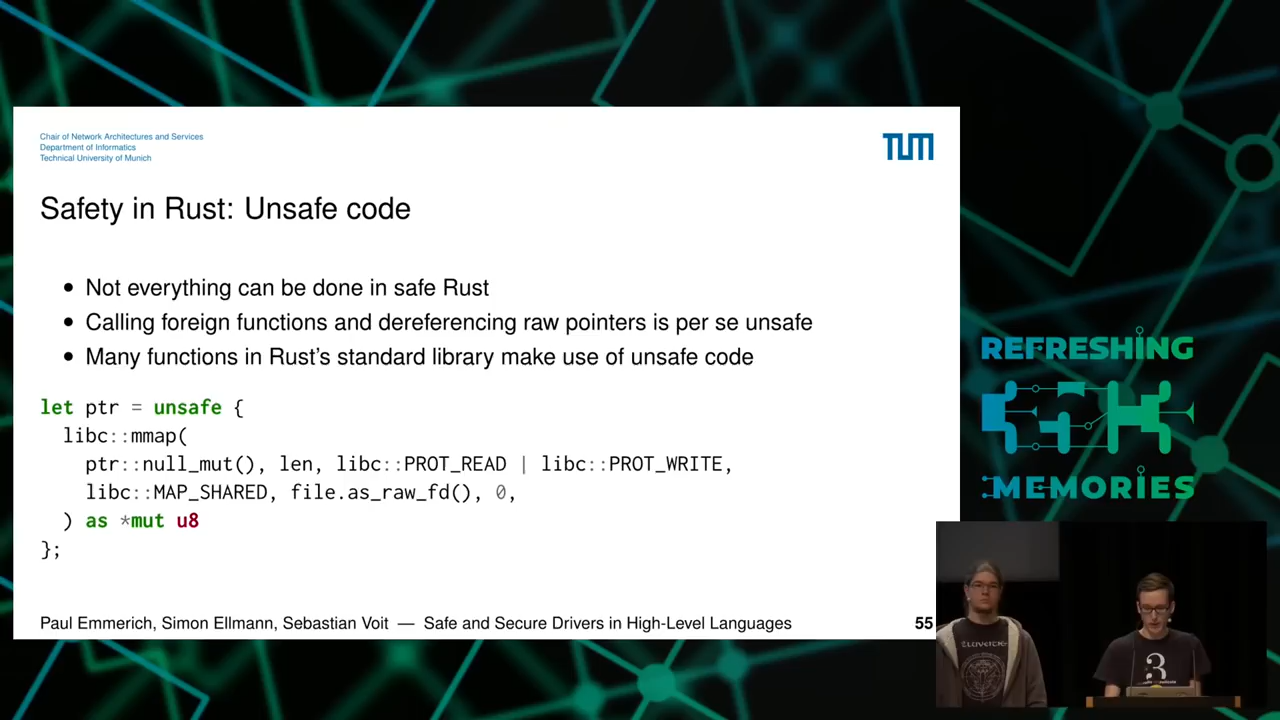 Chair of Network Architectures and Services
Department of Informatics
Technical University of Munich
TUM
Safety in Rust: Unsafe code
• Not everything can be done in safe Rust
• Calling foreign functions and dereferencing raw pointers is per se unsafe
• Many functions in Rust's standard library make use of unsafe code
let ptr = unsafe {
libc::mmap(
ptr::null_mut(), len, libc::PROT_READ | libc::PROT_WRITE,
libc::MAP_SHARED, file.as_raw_fd(), 0,
) as *mut u8
};
Paul Emmerich, Simon Ellmann, Sebastian Voit — Safe and Secure Drivers in High-Level Languages
55
REFRESHING
35C3
MEMORIES
ELUVEITIE
3